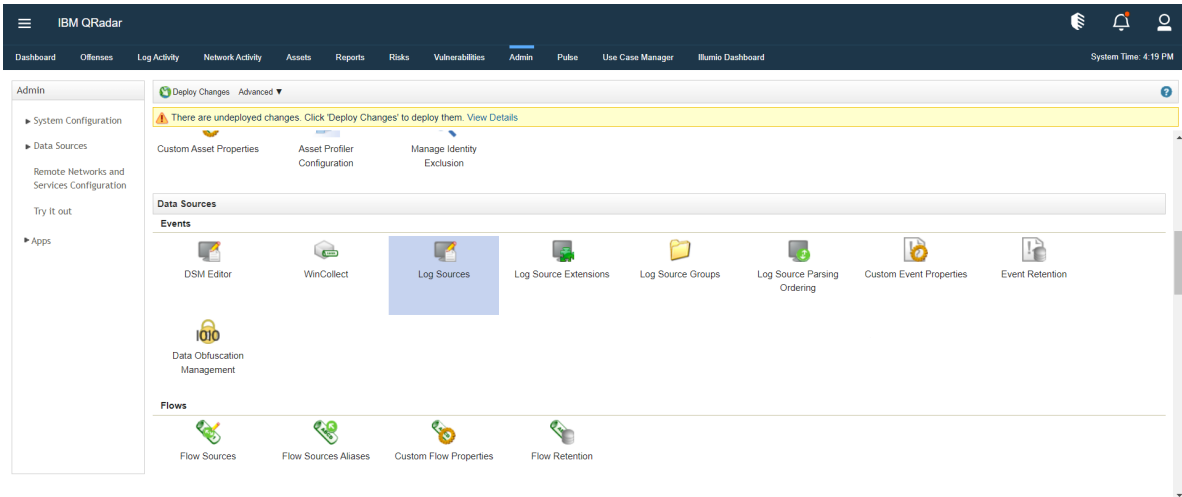 IBM QRadar
Dashboard Offenses Log Activity Network Activity Assets Reports Risks Vulnerabilities Admin Pulse Use Case Manager Illumio Dashboard System Time: 4:19 PM
Admin
System Configuration
Data Sources
Remote Networks and
Services Configuration
Try it out
Apps
Deploy Changes Advanced ▼
There are undeployed changes. Click 'Deploy Changes' to deploy them. View Details
Custom Asset Properties
Asset Profiler
Configuration
Manage Identity
Exclusion
Data Sources
Events
DSM Editor
WinCollect
Log Sources
Log Source Extensions
Log Source Groups
Log Source Parsing
Ordering
Custom Event Properties
Event Retention
1010
Data Obfuscation
Management
Flows
Flow Sources
Flow Sources Aliases
Custom Flow Properties
Flow Retention